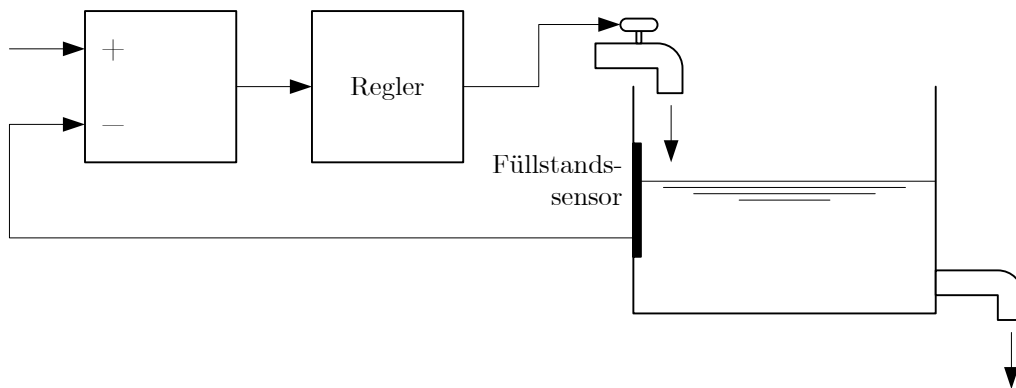 +
Regler
−
Füllstands-
sensor